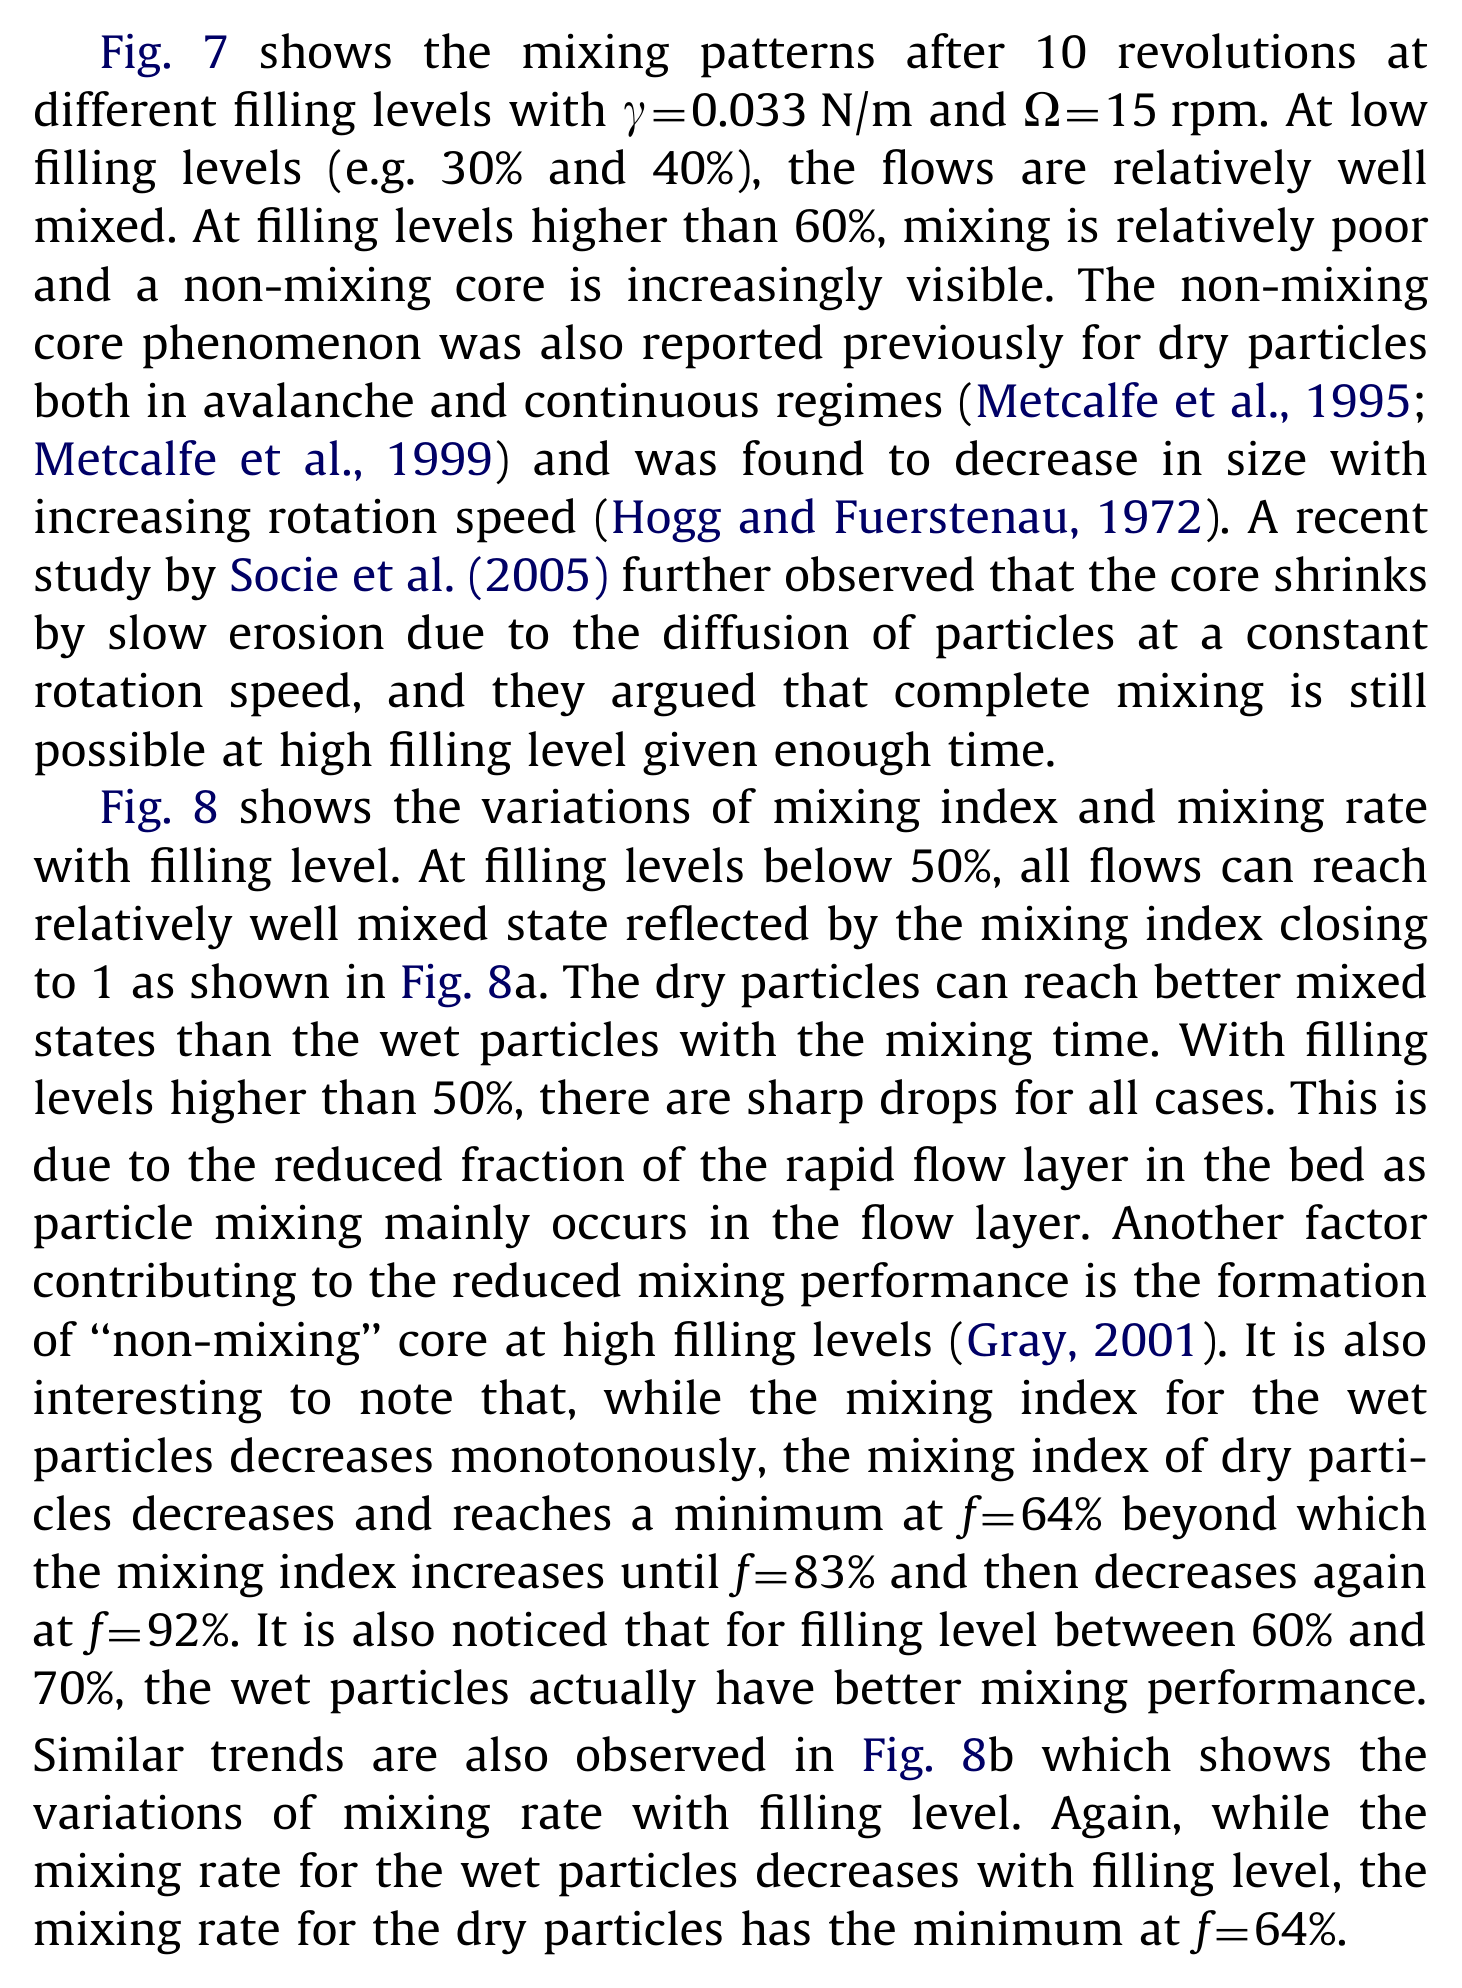 Fig. 7 shows the mixing patterns after 10 revolutions at
different filling levels with γ=0.033 N/m and Ω=15 rpm. At low
filling levels (e.g. 30% and 40%), the flows are relatively well
mixed. At filling levels higher than 60%, mixing is relatively poor
and a non-mixing core is increasingly visible. The non-mixing
core phenomenon was also reported previously for dry particles
both in avalanche and continuous regimes (Metcalfe et al., 1995;
Metcalfe et al., 1999) and was found to decrease in size with
increasing rotation speed (Hogg and Fuerstenau, 1972). A recent
study by Socie et al. (2005) further observed that the core shrinks
by slow erosion due to the diffusion of particles at a constant
rotation speed, and they argued that complete mixing is still
possible at high filling level given enough time.
Fig. 8 shows the variations of mixing index and mixing rate
with filling level. At filling levels below 50%, all flows can reach
relatively well mixed state reflected by the mixing index closing
to 1 as shown in Fig. 8a. The dry particles can reach better mixed
states than the wet particles with the mixing time. With filling
levels higher than 50%, there are sharp drops for all cases. This is
due to the reduced fraction of the rapid flow layer in the bed as
particle mixing mainly occurs in the flow layer. Another factor
contributing to the reduced mixing performance is the formation
of “non-mixing” core at high filling levels (Gray, 2001). It is also
interesting to note that, while the mixing index for the wet
particles decreases monotonously, the mixing index of dry parti-
cles decreases and reaches a minimum at f=64% beyond which
the mixing index increases until f=83% and then decreases again
at f=92%. It is also noticed that for filling level between 60% and
70%, the wet particles actually have better mixing performance.
Similar trends are also observed in Fig. 8b which shows the
variations of mixing rate with filling level. Again, while the
mixing rate for the wet particles decreases with filling level, the
mixing rate for the dry particles has the minimum at f=64%.